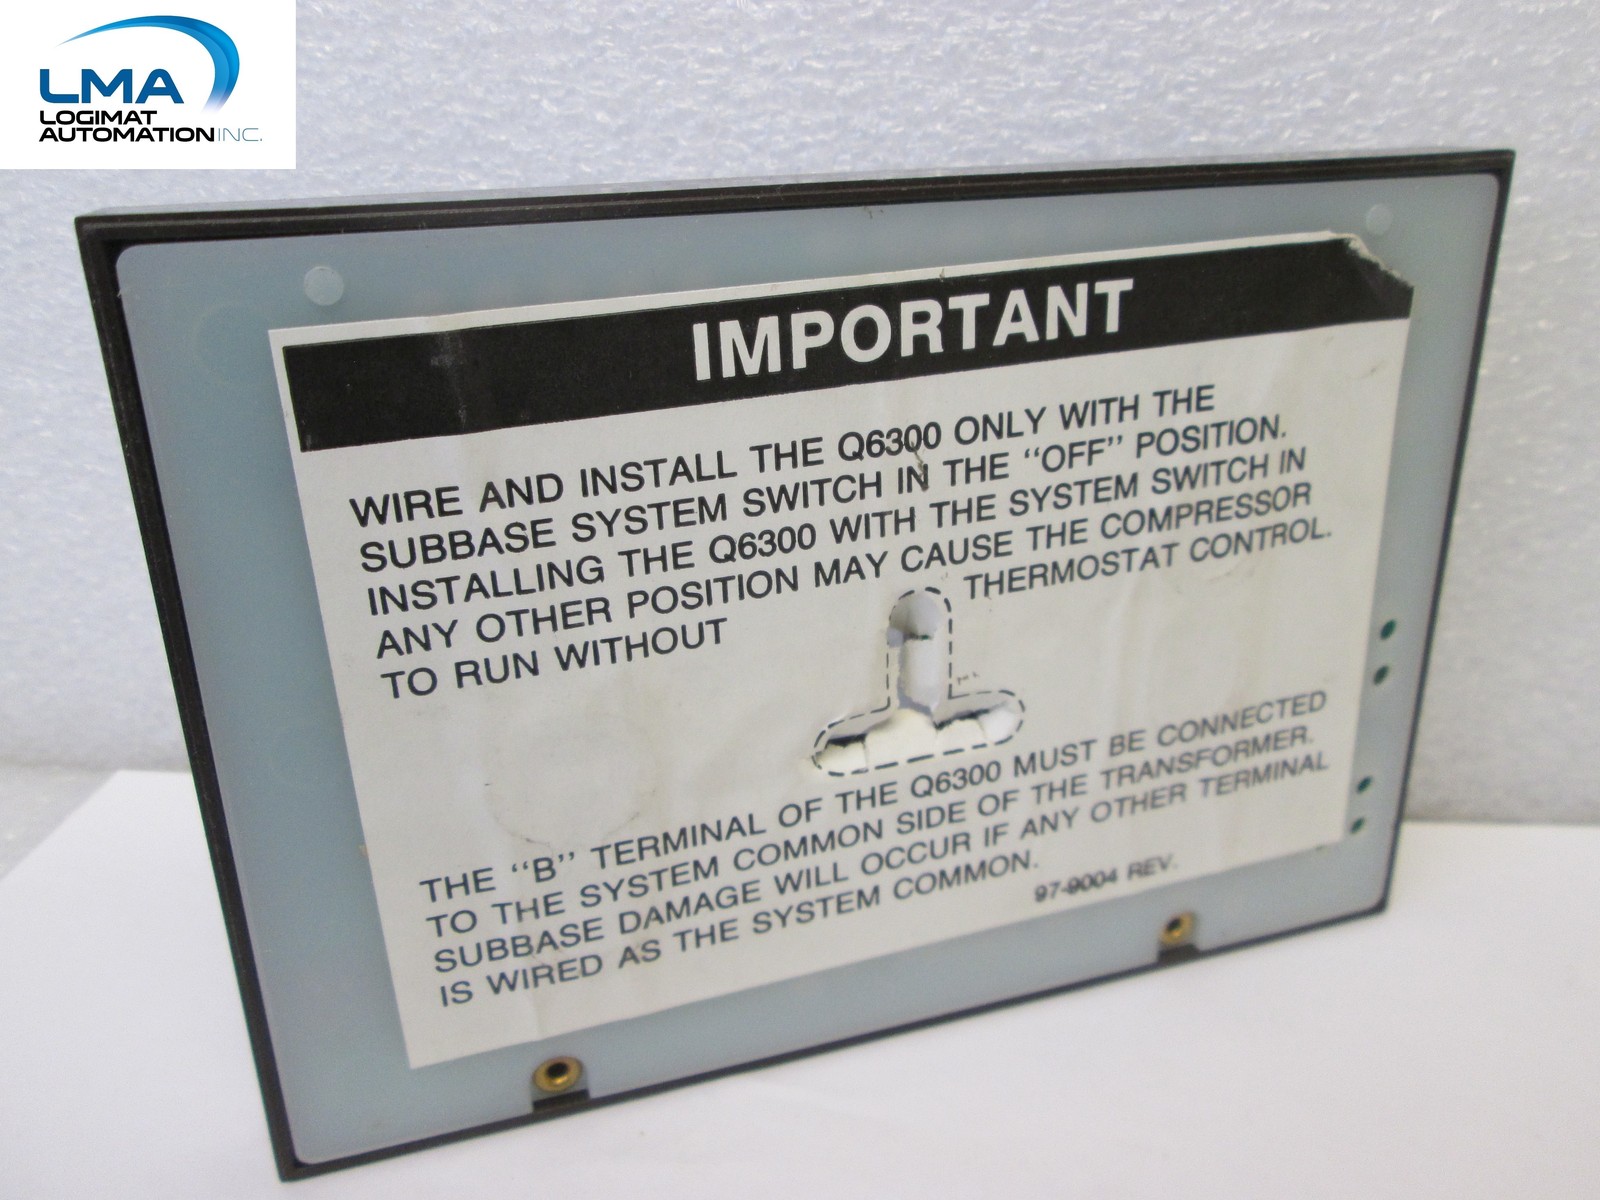 LMA
LOGIMAT
AUTOMATION INC.
IMPORTANT
WIRE AND INSTALL THE Q6300 ONLY WITH THE
SUBBASE SYSTEM SWITCH IN THE "OFF" POSITION.
INSTALLING THE Q6300 WITH THE SYSTEM SWITCH IN
ANY OTHER POSITION MAY CAUSE THE COMPRESSOR
TO RUN WITHOUT THERMOSTAT CONTROL.
THE "B" TERMINAL OF THE Q6300 MUST BE CONNECTED
TO THE SYSTEM COMMON SIDE OF THE TRANSFORMER.
SUBBASE DAMAGE WILL OCCUR IF ANY OTHER TERMINAL
IS WIRED AS THE SYSTEM COMMON.
97-9004 REV.